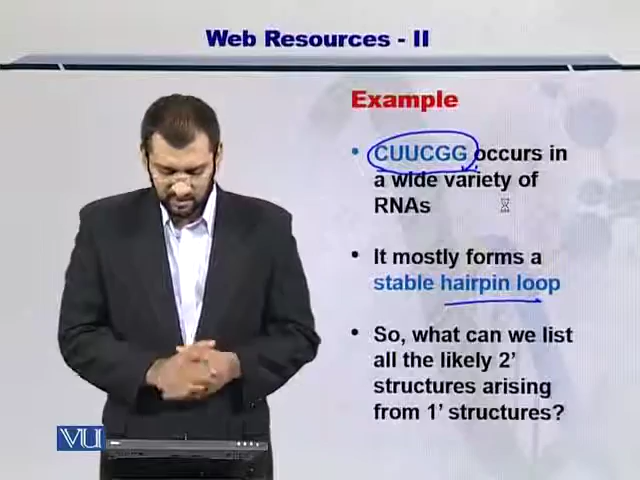 Web Resources - II
Example
• CUUCGG occurs in
a wide variety of
RNAs
• It mostly forms a
stable hairpin loop
• So, what can we list
all the likely 2’
structures arising
from 1’ structures?
VU